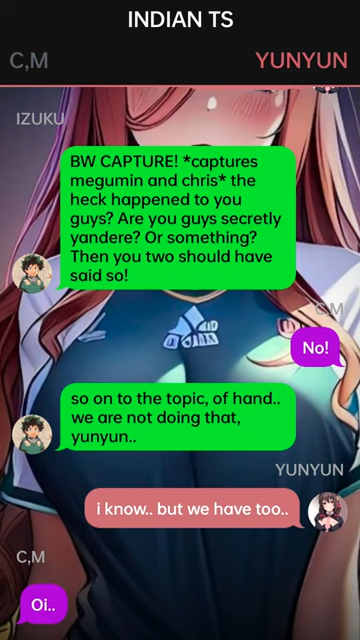 INDIAN TS
C,M
YUNYUN
IZUKU
BW CAPTURE! *captures
megumin and chris* the
heck happened to you
guys? Are you guys secretly
yandere? Or something?
Then you two should have
said so!
C,M
No!
so on to the topic, of hand..
we are not doing that,
yunyun..
YUNYUN
i know.. but we have too..
C,M
Oi..